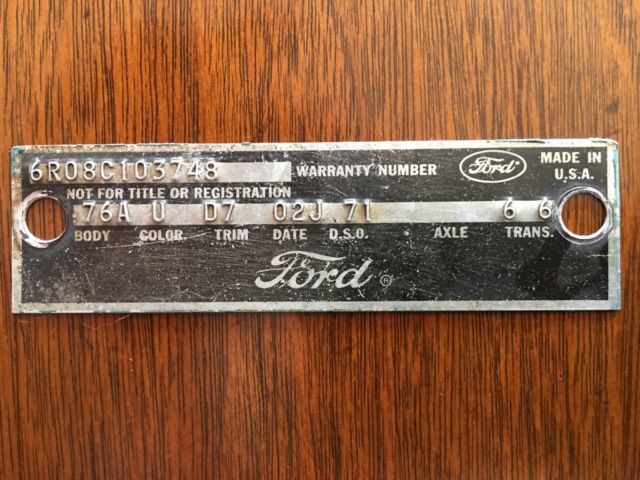 6R08C103748 WARRANTY NUMBER Ford MADE IN
U.S.A.
NOT FOR TITLE OR REGISTRATION
76A U D7 02J 71 6 6
BODY COLOR TRIM DATE D.S.O. AXLE TRANS.
Ford ®